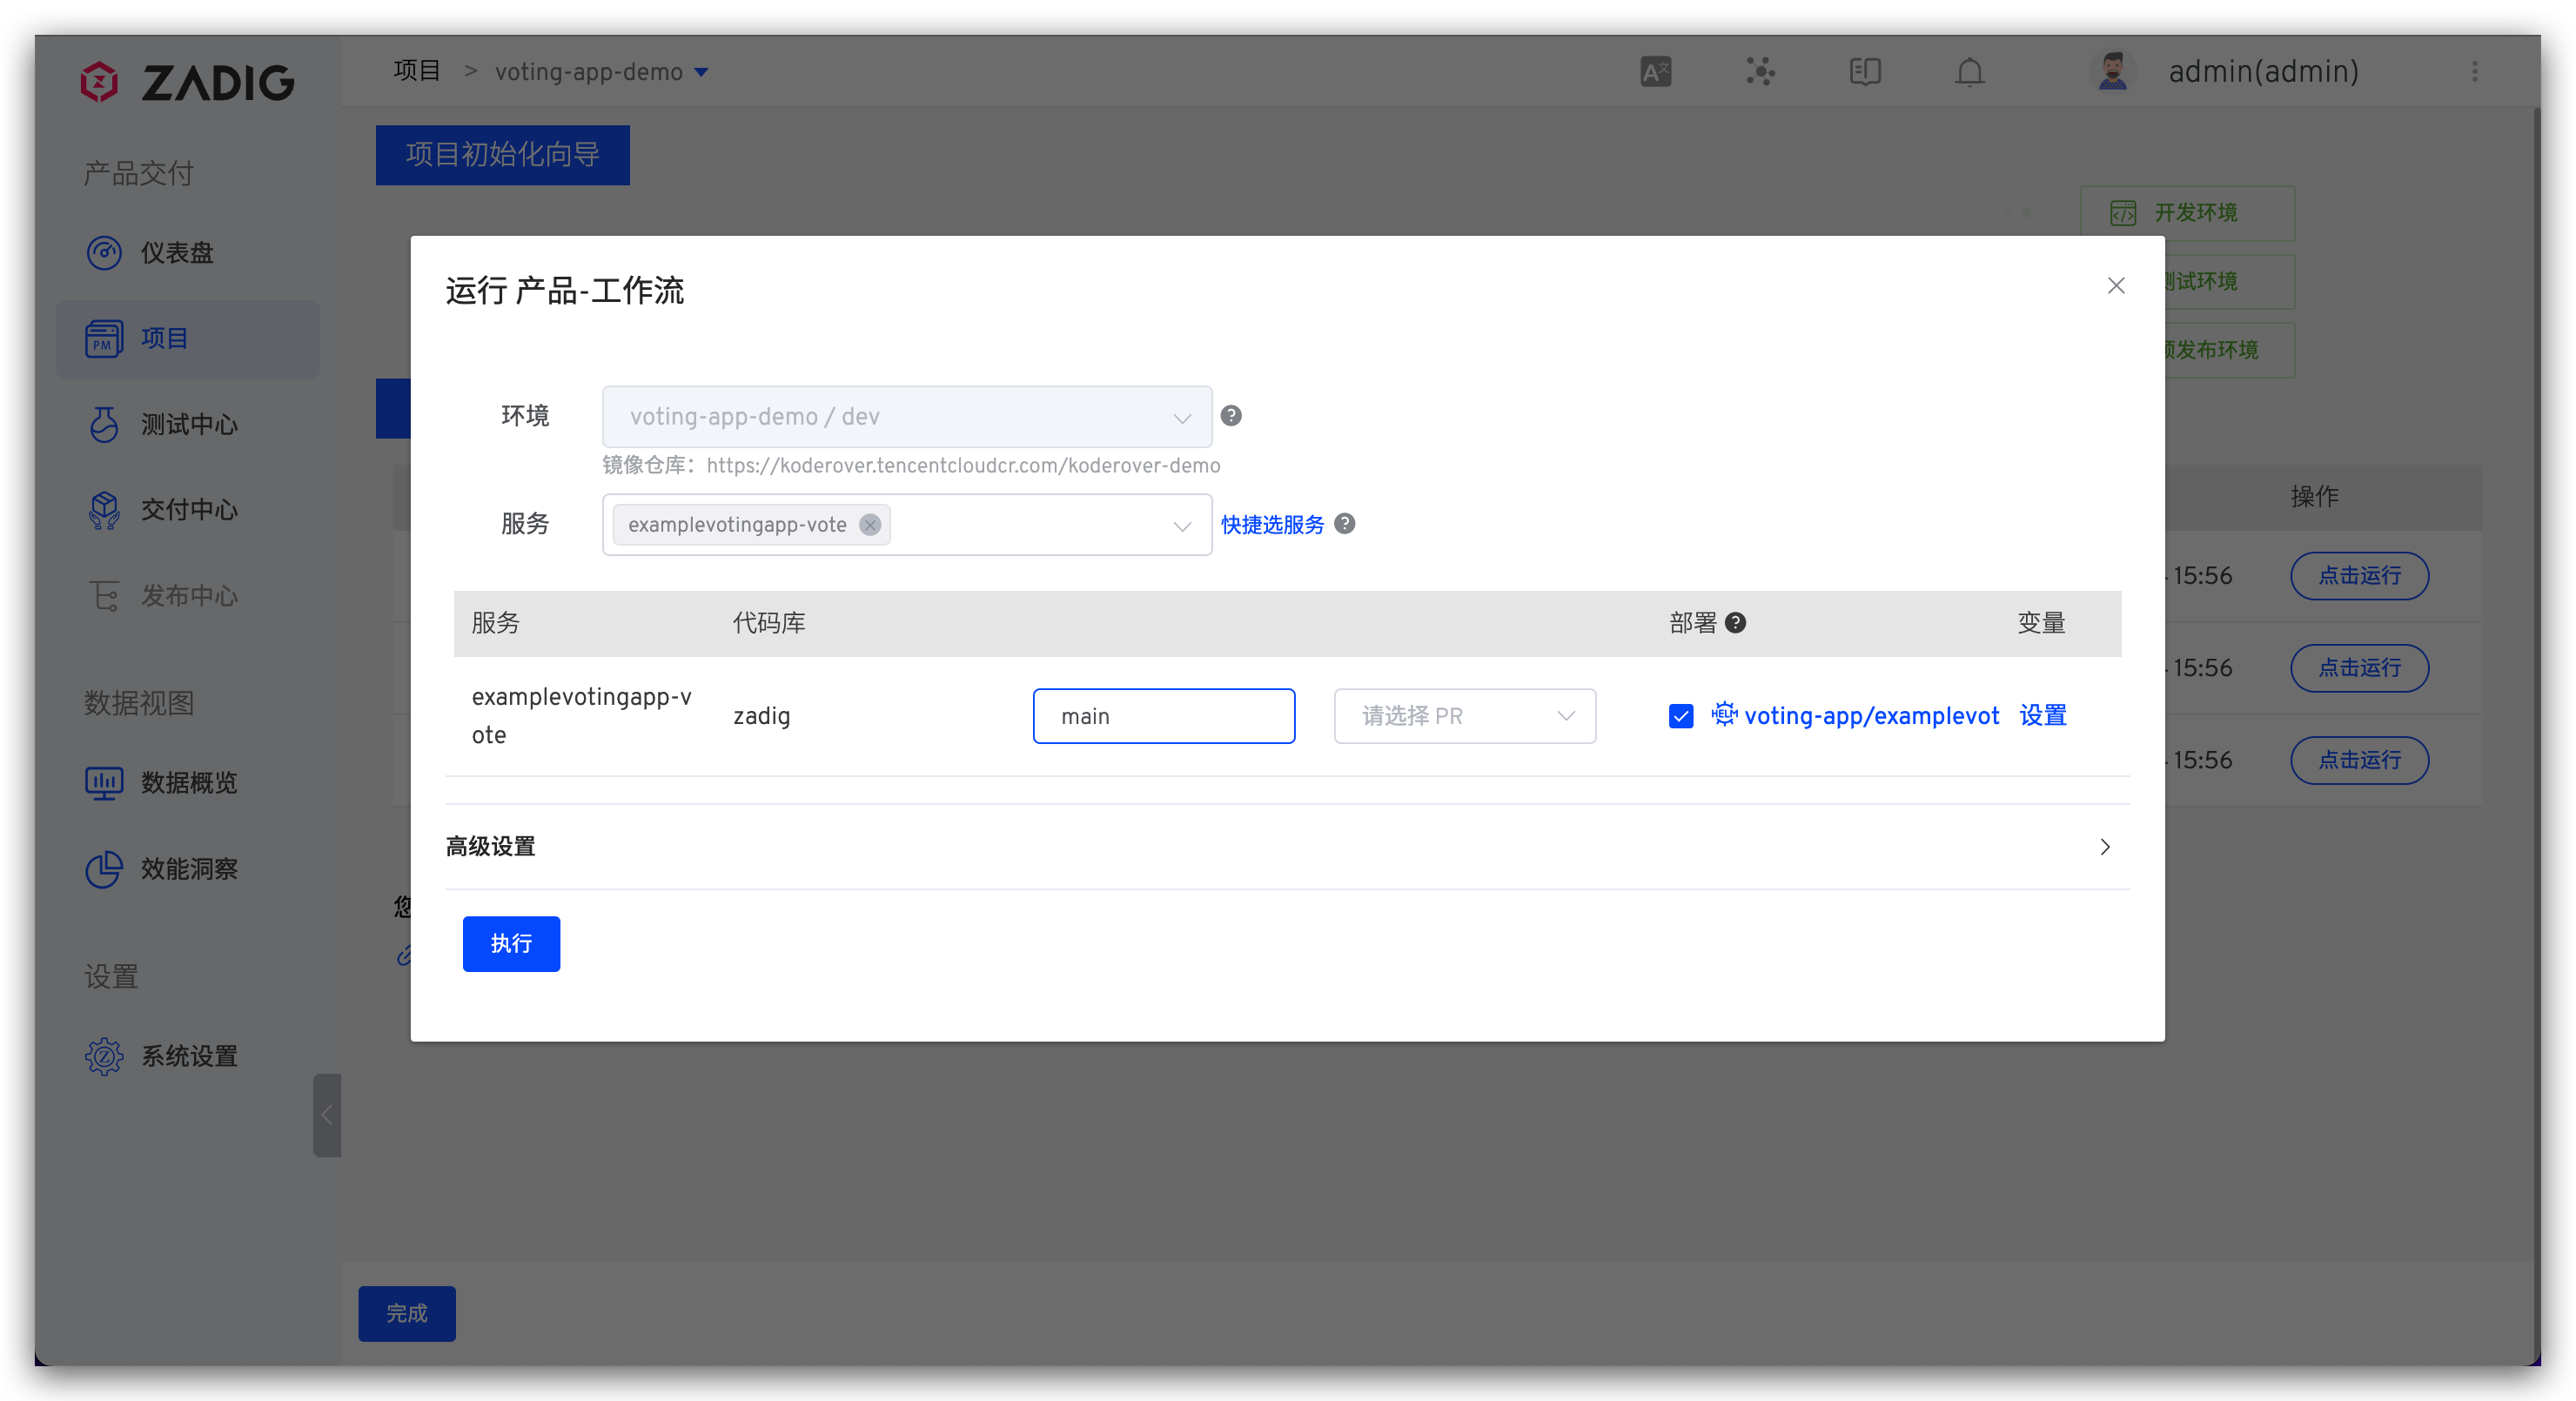 ZADIG
项目 > voting-app-demo
admin(admin)
产品交付
仪表盘
项目
测试中心
交付中心
发布中心
数据视图
数据概览
效能洞察
设置
系统设置
项目初始化向导
开发环境
测试环境
预发布环境
运行 产品-工作流
环境
voting-app-demo / dev
镜像仓库：https://koderover.tencentcloudcr.com/koderover-demo
服务
examplevotingapp-vote
快捷选服务
服务 代码库 部署 变量
examplevotingapp-v
ote
zadig main 请选择 PR HELM voting-app/examplevot 设置
高级设置
执行
操作
15:56 点击运行
15:56 点击运行
15:56 点击运行
您
完成